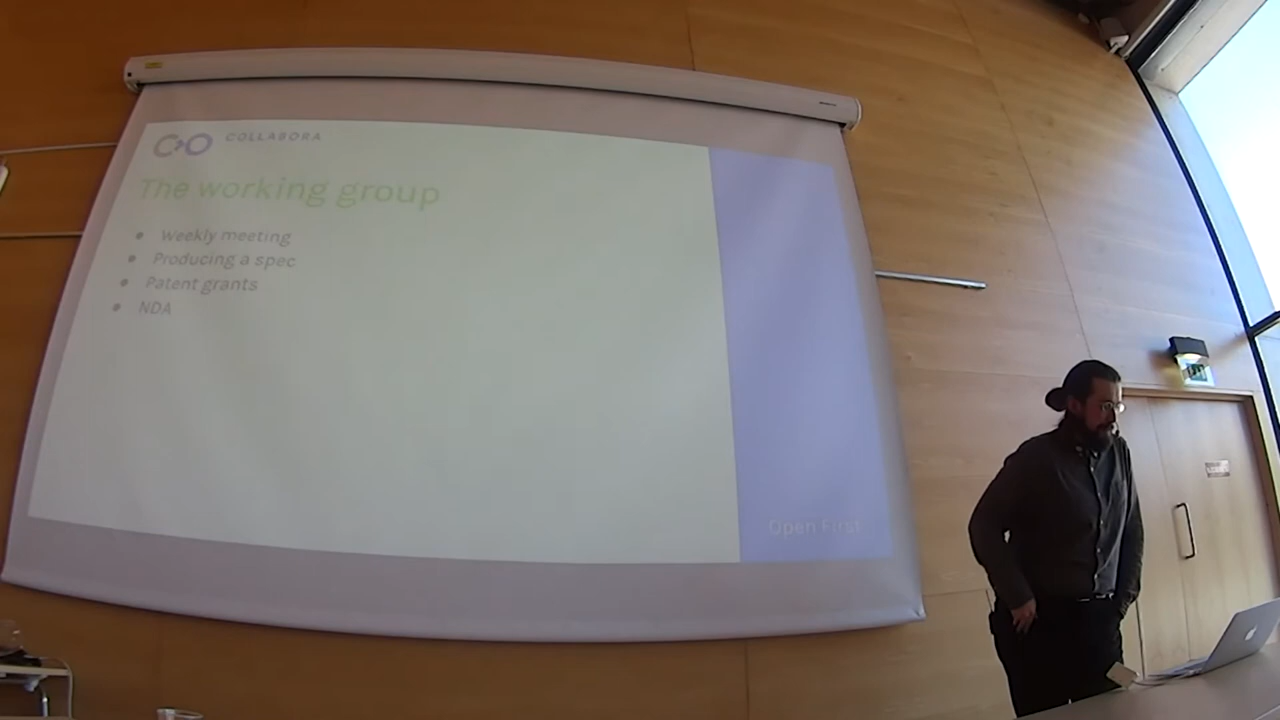 COLLABORA
The working group
Weekly meeting
Producing a spec
Patent grants
NDA
Open First